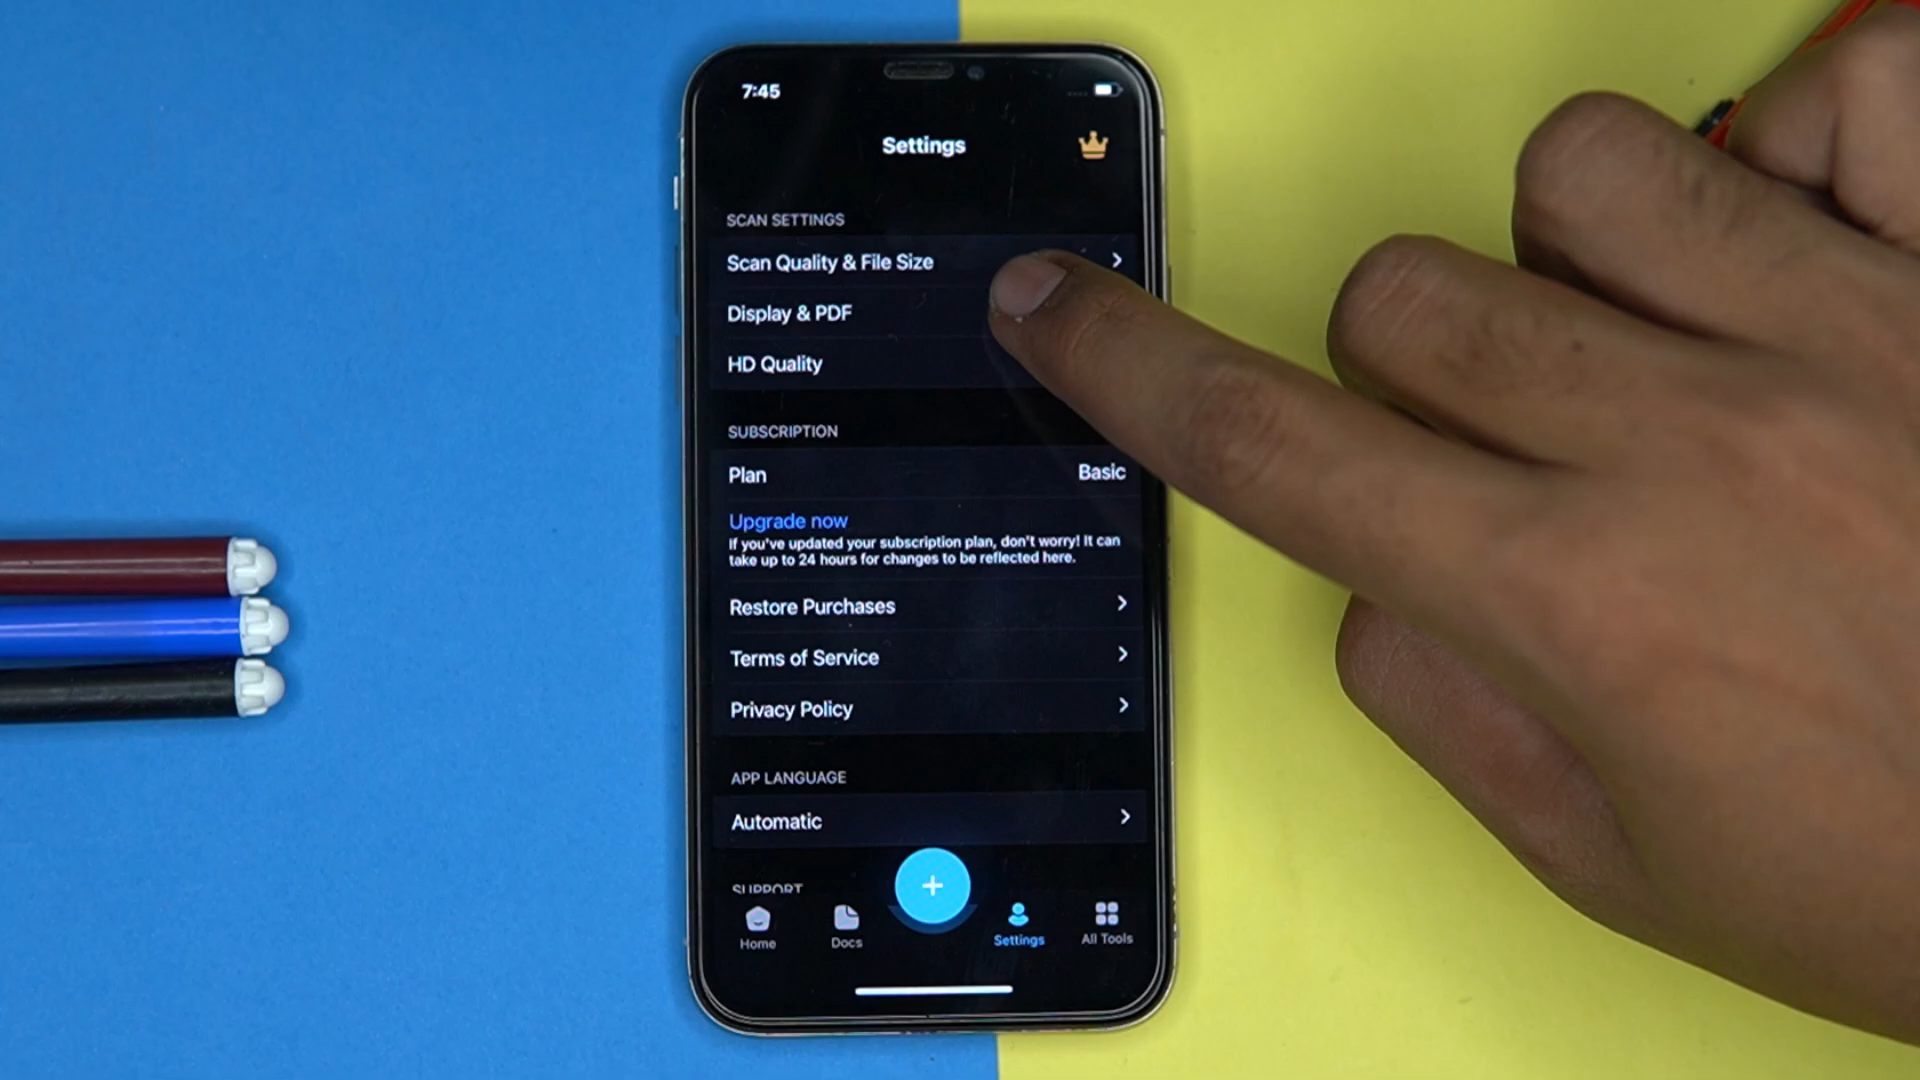 7:45
Settings
SCAN SETTINGS
Scan Quality & File Size
Display & PDF
HD Quality
SUBSCRIPTION
Plan
Basic
Upgrade now
If you've updated your subscription plan, don't worry! It can
take up to 24 hours for changes to be reflected here.
Restore Purchases
Terms of Service
Privacy Policy
APP LANGUAGE
Automatic
SUPPORT
Home
Docs
Settings
All Tools